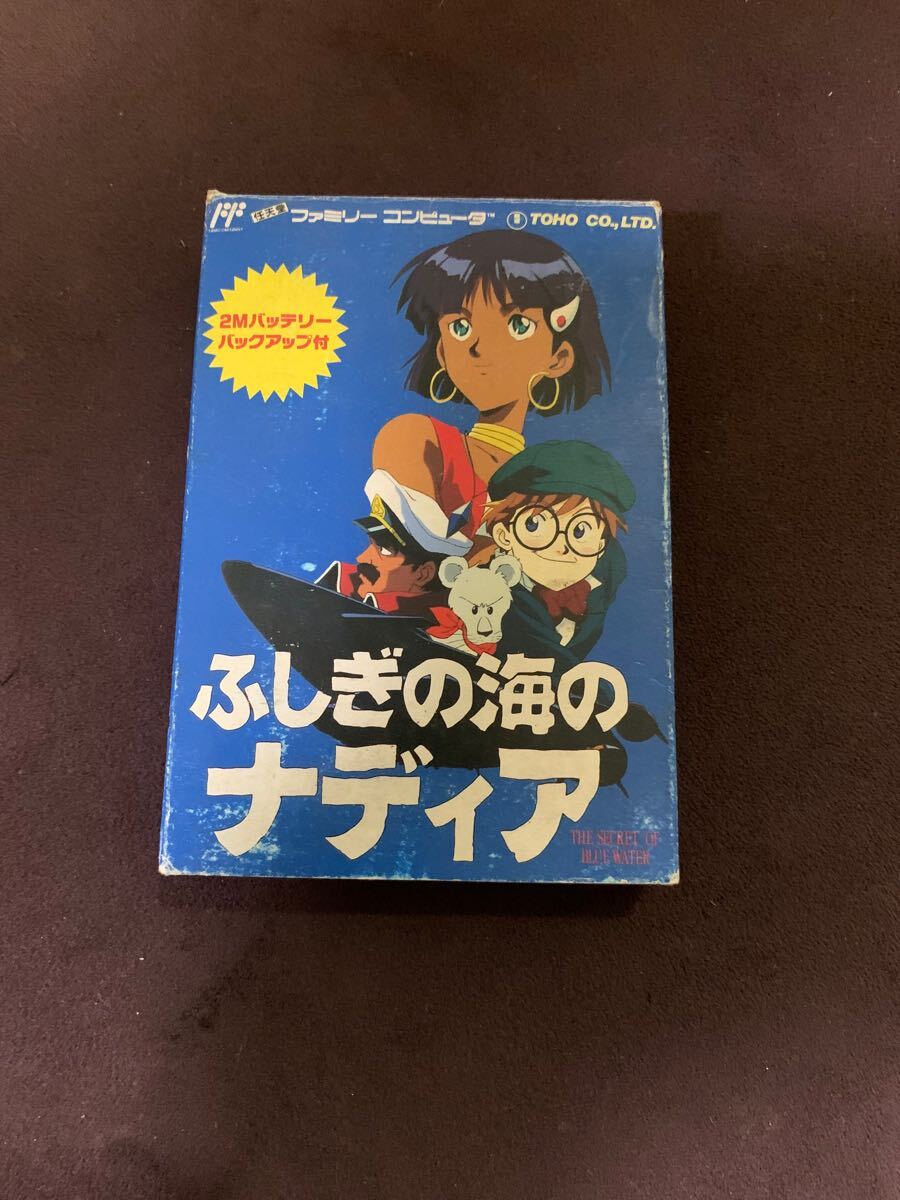 任天堂 ファミリー コンピュータ™ TOHO CO., LTD.
2Mバッテリー
バックアップ付
ふしぎの海の
ナディア
THE SECRET OF
BLUE WATER